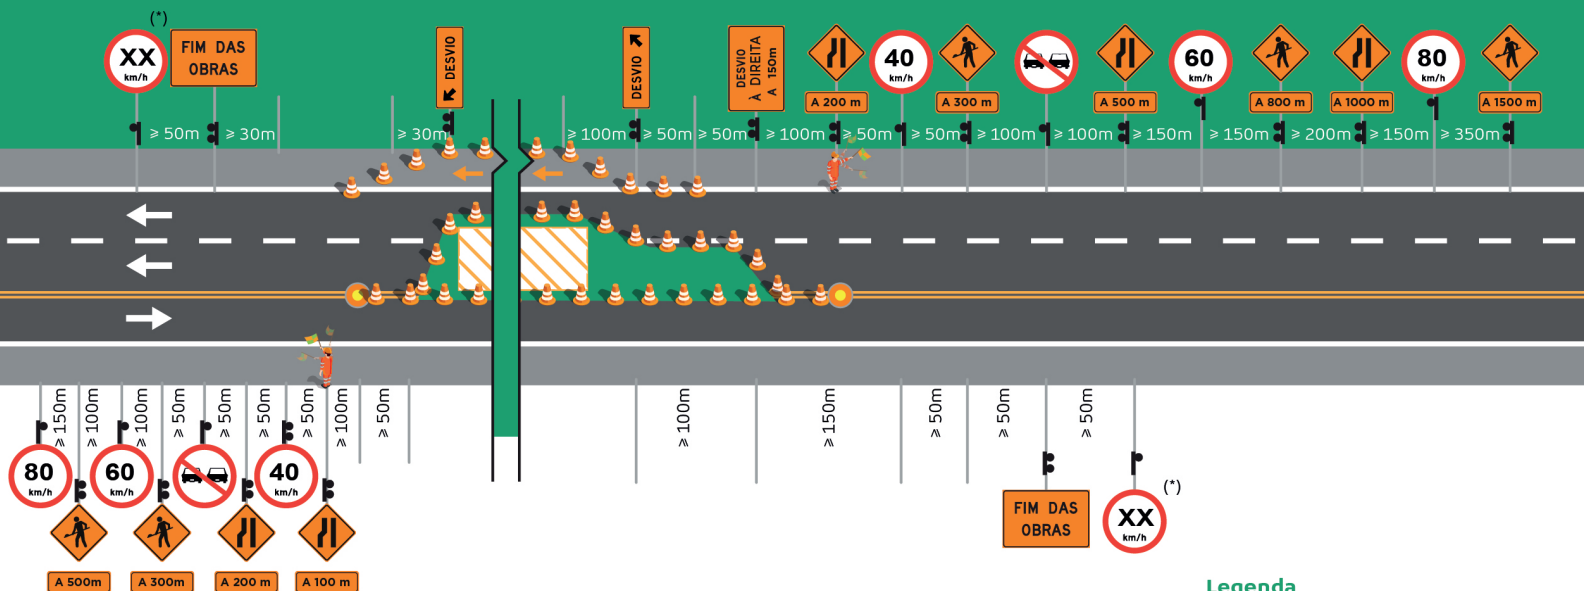 (*)
XX
km/h
FIM DAS
OBRAS
DESVIO
DESVIO
DESVIO
À DIREITA
A 150m
A 200 m
40
km/h
A 300 m
A 500 m
60
km/h
A 800 m
A 1000 m
80
km/h
A 1500 m
≥ 50m
≥ 30m
≥ 30m
≥ 100m
≥ 50m
≥ 50m
≥ 100m
≥ 50m
≥ 50m
≥ 100m
≥ 100m
≥ 150m
≥ 150m
≥ 200m
≥ 150m
≥ 350m
≥ 150m
≥ 100m
≥ 100m
≥ 50m
≥ 50m
≥ 50m
≥ 50m
≥ 100m
≥ 50m
≥ 100m
≥ 150m
≥ 50m
≥ 50m
≥ 50m
80
km/h
60
km/h
40
km/h
A 500m
A 300m
A 200 m
A 100 m
FIM DAS
OBRAS
(*)
XX
km/h
Legenda